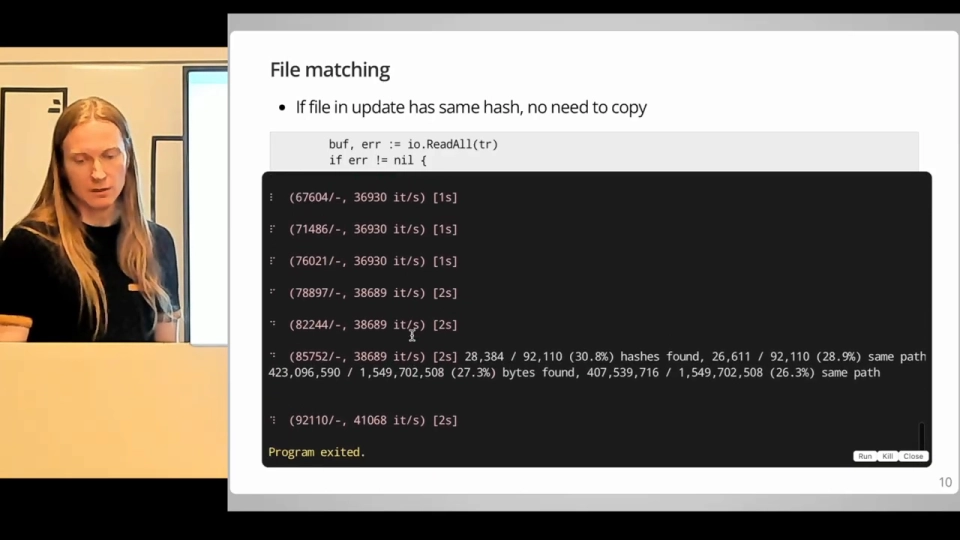 File matching
• If file in update has same hash, no need to copy
buf, err := io.ReadAll(tr)
if err != nil {
(67604/-, 36930 it/s) [1s]
(71486/-, 36930 it/s) [1s]
(76021/-, 36930 it/s) [1s]
(78897/-, 38689 it/s) [2s]
(82244/-, 38689 it/s) [2s]
(85752/-, 38689 it/s) [2s] 28,384 / 92,110 (30.8%) hashes found, 26,611 / 92,110 (28.9%) same path
423,096,590 / 1,549,702,508 (27.3%) bytes found, 407,539,716 / 1,549,702,508 (26.3%) same path
(92110/-, 41068 it/s) [2s]
Program exited.
Run Kill Close
10